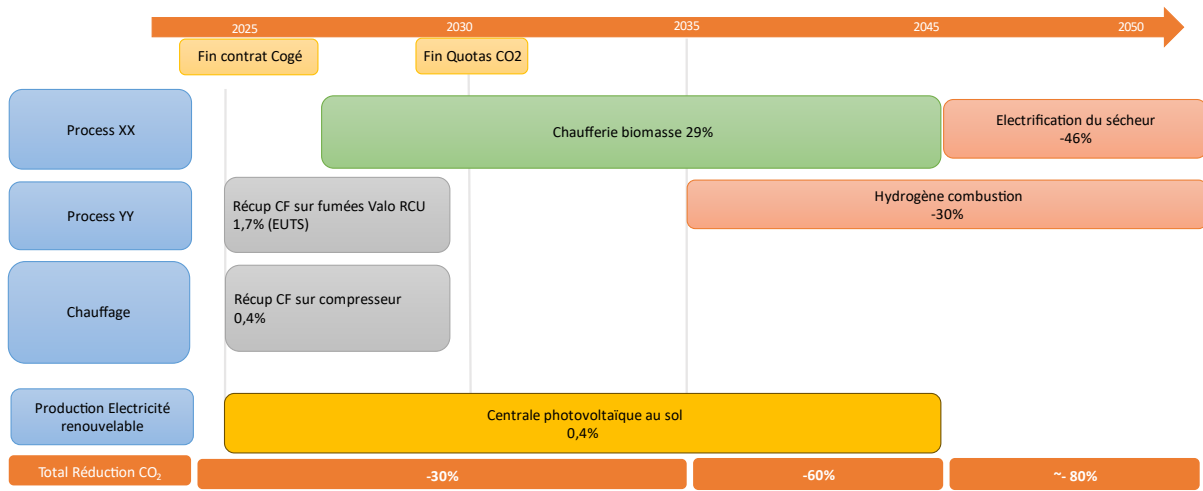 2025
2030
2035
2045
2050
Fin contrat Cogé
Fin Quotas CO2
Process XX
Chaufferie biomasse 29%
Electrification du sécheur
-46%
Process YY
Récup CF sur fumées Valo RCU
1,7% (EUTS)
Hydrogène combustion
-30%
Chauffage
Récup CF sur compresseur
0,4%
Production Electricité
renouvelable
Centrale photovoltaïque au sol
0,4%
Total Réduction CO₂
-30%
-60%
~- 80%